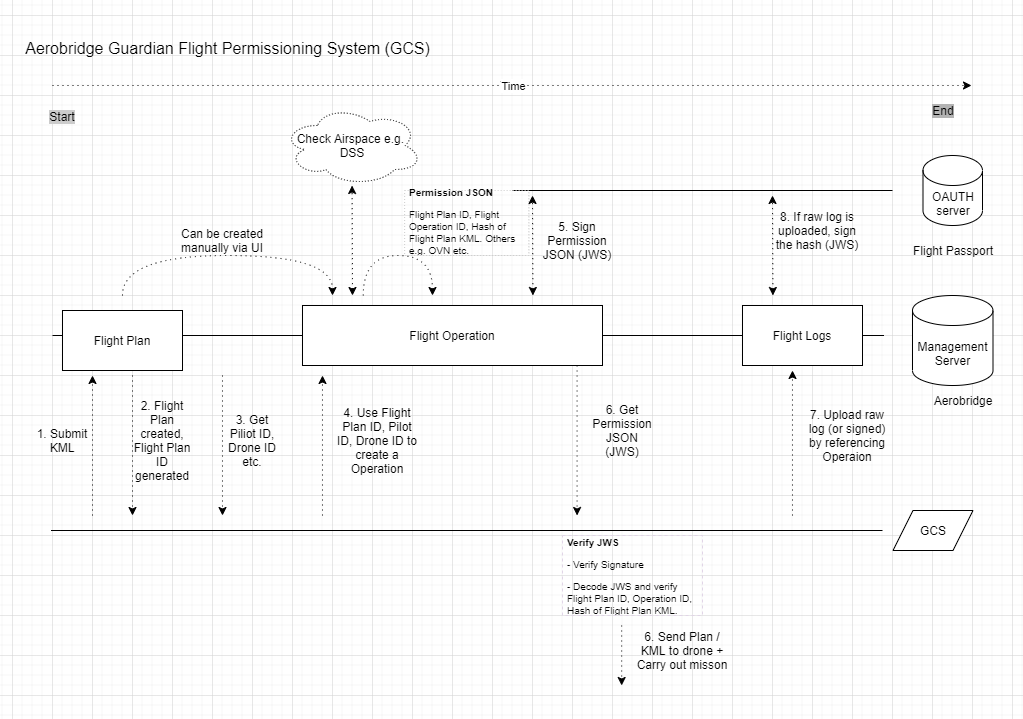 Aerobridge Guardian Flight Permissioning System (GCS)
Time
Start
End
Check Airspace e.g.
DSS
Permission JSON
Flight Plan ID, Flight
Operation ID, Hash of
Flight Plan KML. Others
e.g. OVN etc.
5. Sign
Permission
JSON (JWS)
8. If raw log is
uploaded, sign
the hash (JWS)
OAUTH
server
Flight Passport
Can be created
manually via UI
Flight Plan
Flight Operation
Flight Logs
Management
Server
Aerobridge
1. Submit
KML
2. Flight
Plan
created,
Flight Plan
ID
generated
3. Get
Piliot ID,
Drone ID
etc.
4. Use Flight
Plan ID, Pilot
ID, Drone ID to
create a
Operation
6. Get
Permission
JSON
(JWS)
7. Upload raw
log (or signed)
by referencing
Operaion
GCS
Verify JWS
- Verify Signature
- Decode JWS and verify
Flight Plan ID, Operation ID,
Hash of Flight Plan KML.
6. Send Plan /
KML to drone +
Carry out misson